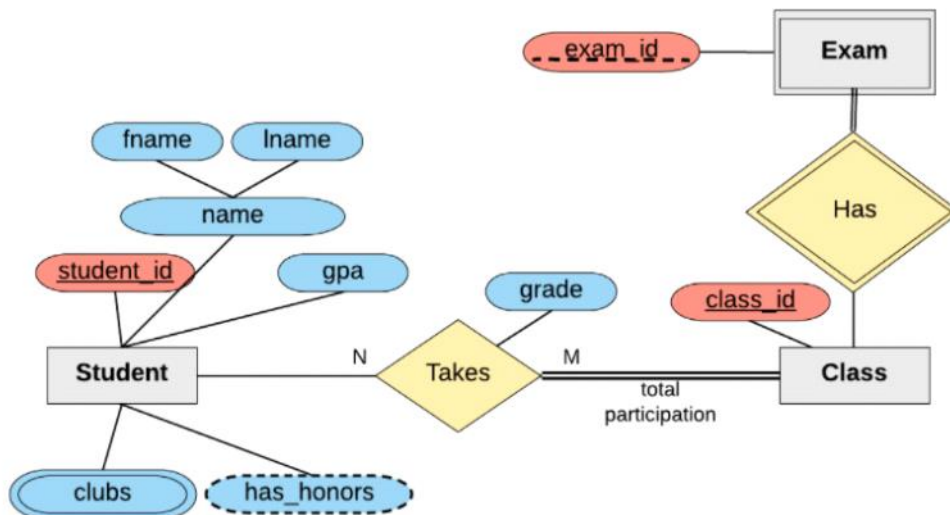 exam_id
Exam
fname
lname
name
Has
student_id
gpa
grade
class_id
Student
N
Takes
M
total
participation
Class
clubs
has_honors